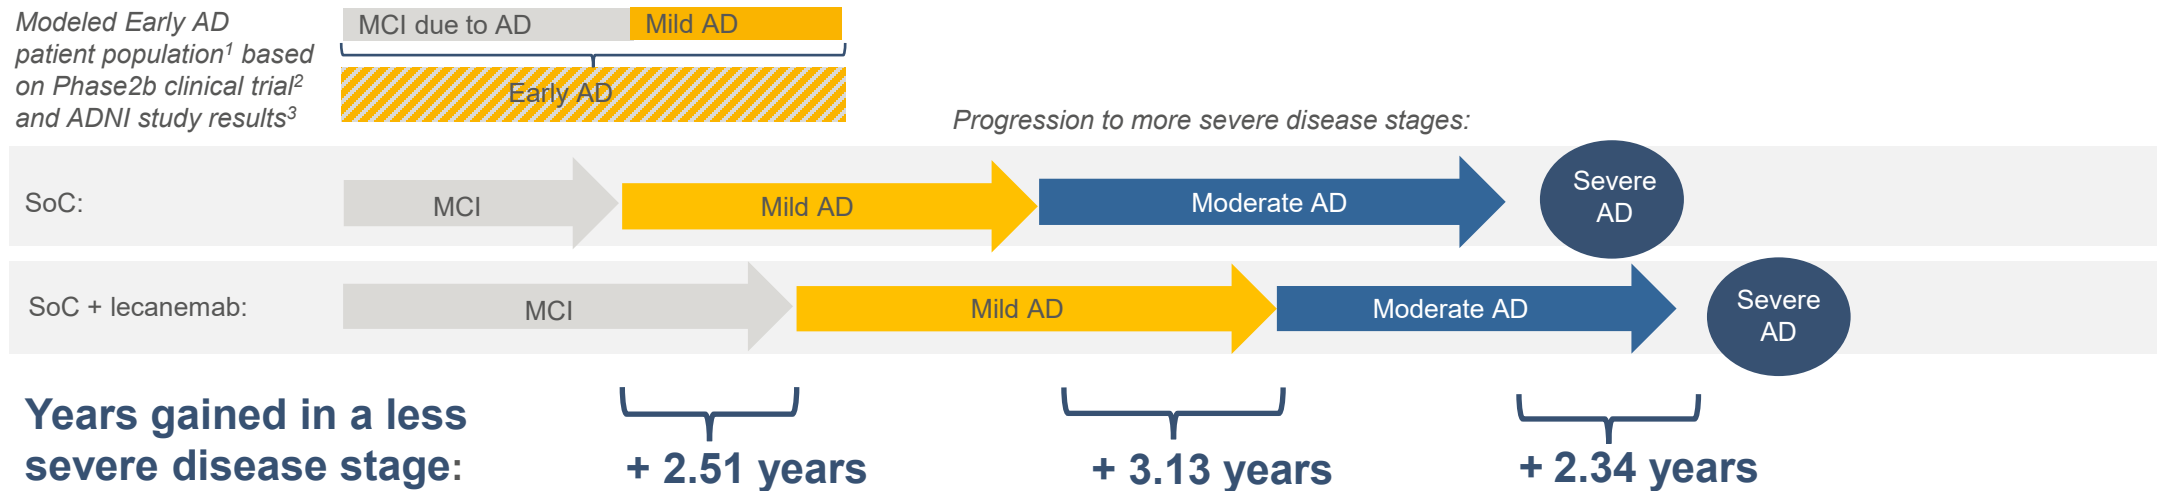 Modeled Early AD
patient population¹ based
on Phase2b clinical trial²
and ADNI study results³
MCI due to AD
Mild AD
Early AD
Progression to more severe disease stages:
SoC:
MCI
Mild AD
Moderate AD
Severe
AD
SoC + lecanemab:
MCI
Mild AD
Moderate AD
Severe
AD
Years gained in a less
severe disease stage:
+ 2.51 years
+ 3.13 years
+ 2.34 years